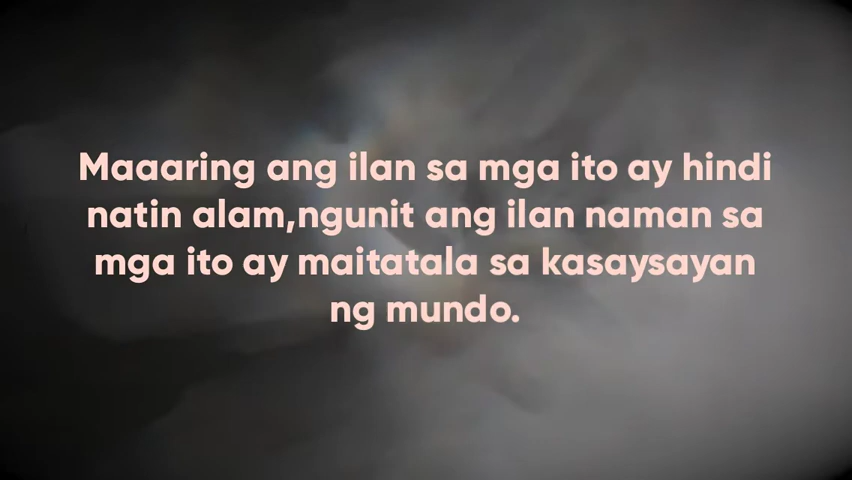 Maaaring ang ilan sa mga ito ay hindi
natin alam,ngunit ang ilan naman sa
mga ito ay maitatala sa kasaysayan
ng mundo.